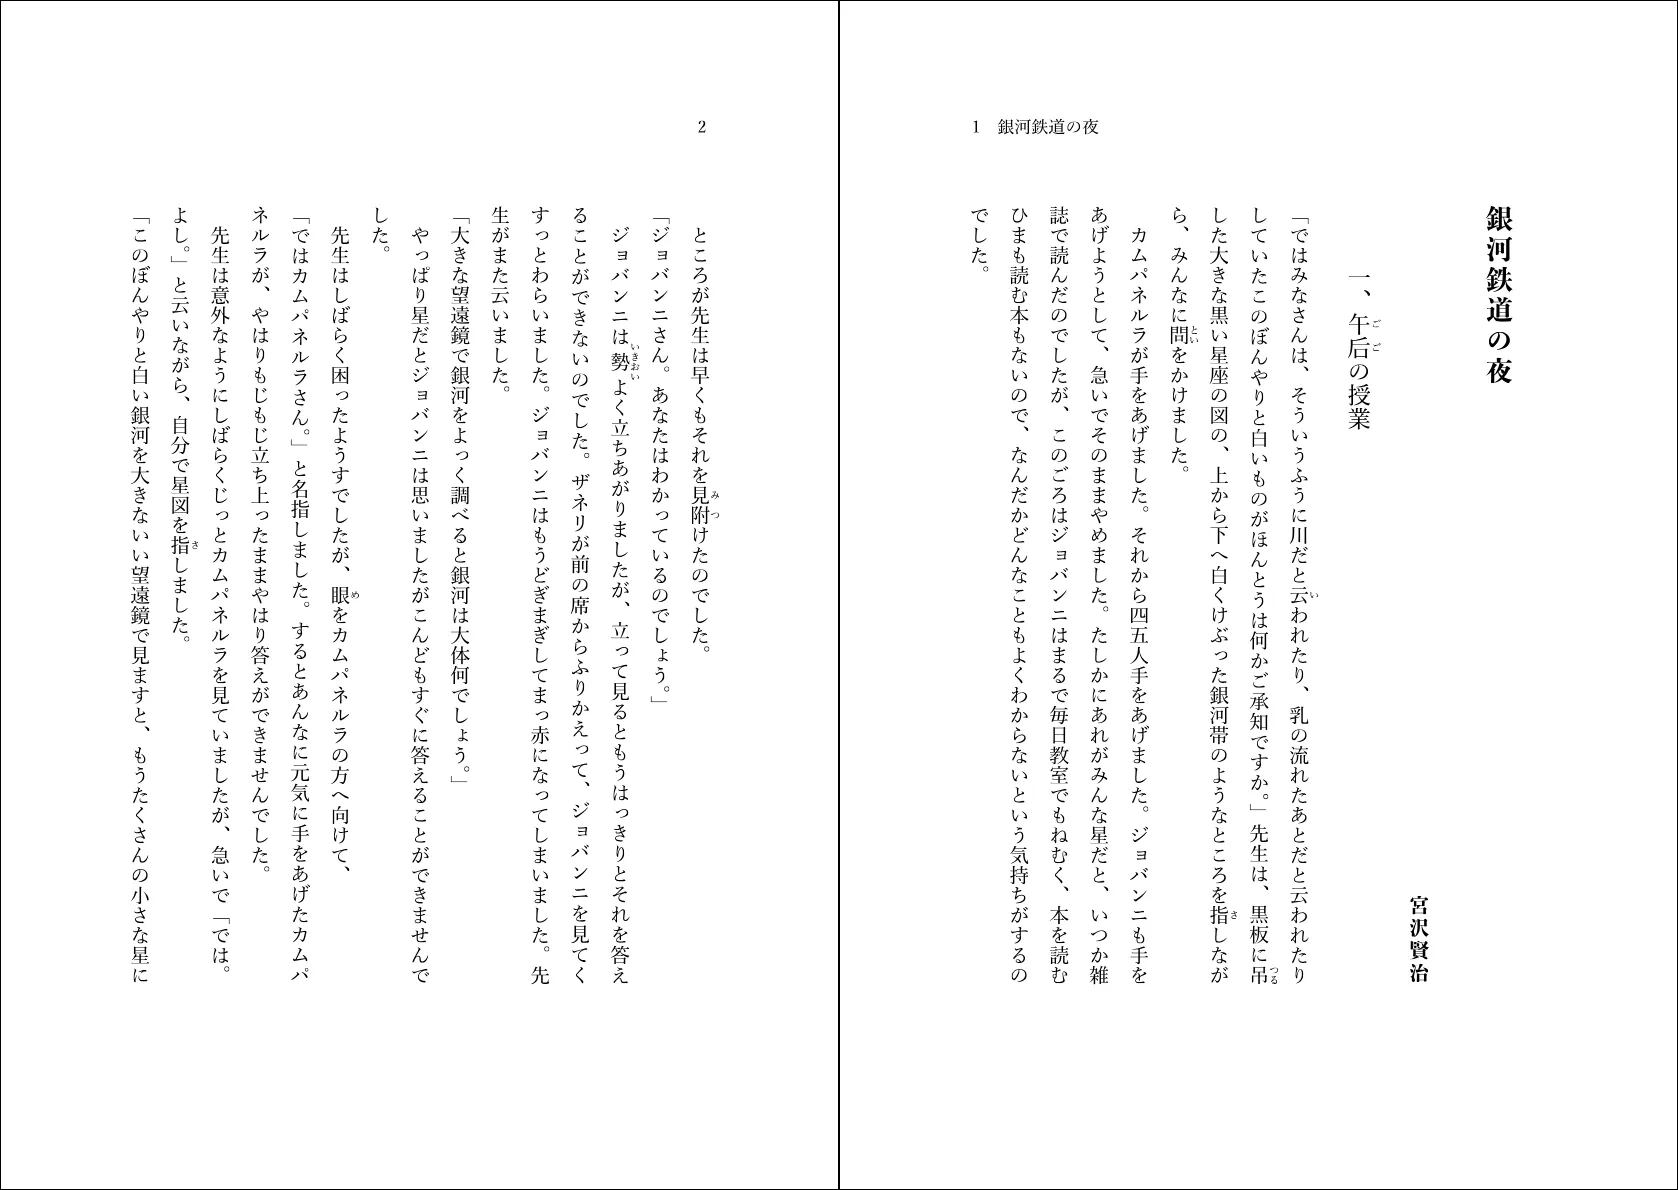 1　銀河鉄道の夜
銀河鉄道の夜
宮沢賢治
一、午后の授業
ごご
「ではみなさんは、そういうふうに川だと云われたり、乳の流れたあとだと云われたり
い
していたこのぼんやりと白いものがほんとうは何かご承知ですか。」先生は、黒板に吊
つる
した大きな黒い星座の図の、上から下へ白くけぶった銀河帯のようなところを指しなが
さ
ら、みんなに問をかけました。
とい
　カムパネルラが手をあげました。それから四五人手をあげました。ジョバンニも手を
あげようとして、急いでそのままやめました。たしかにあれがみんな星だと、いつか雑
誌で読んだのでしたが、このごろはジョバンニはまるで毎日教室でもねむく、本を読む
ひまも読む本もないので、なんだかどんなこともよくわからないという気持ちがするの
でした。
2
　ところが先生は早くもそれを見附けたのでした。
みつ
「ジョバンニさん。あなたはわかっているのでしょう。」
　ジョバンニは勢よく立ちあがりましたが、立って見るともうはっきりとそれを答え
いきおい
ることができないのでした。ザネリが前の席からふりかえって、ジョバンニを見てく
すっとわらいました。ジョバンニはもうどぎまぎしてまっ赤になってしまいました。先
生がまた云いました。
「大きな望遠鏡で銀河をよっく調べると銀河は大体何でしょう。」
　やっぱり星だとジョバンニは思いましたがこんどもすぐに答えることができませんで
した。
　先生はしばらく困ったようすでしたが、眼をカムパネルラの方へ向けて、
め
「ではカムパネルラさん。」と名指しました。するとあんなに元気に手をあげたカムパ
ネルラが、やはりもじもじ立ち上ったままやはり答えができませんでした。
　先生は意外なようにしばらくじっとカムパネルラを見ていましたが、急いで「では。
よし。」と云いながら、自分で星図を指しました。
さ
「このぼんやりと白い銀河を大きないい望遠鏡で見ますと、もうたくさんの小さな星に